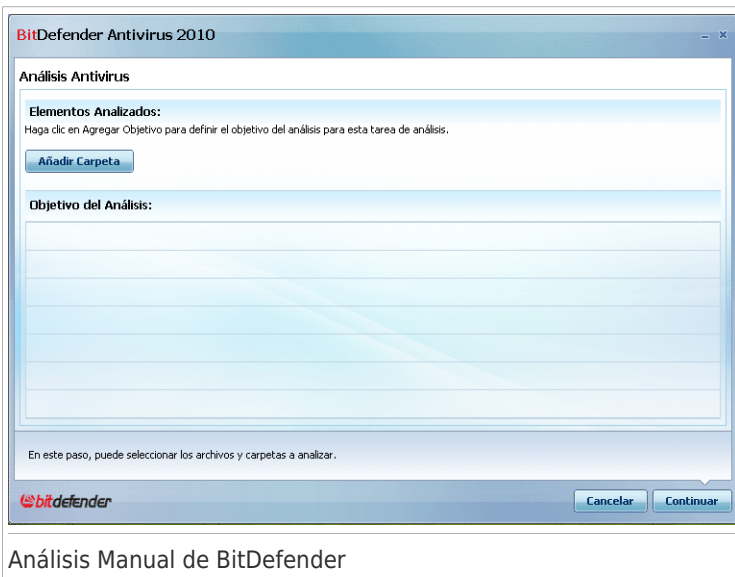 BitDefender Antivirus 2010
Análisis Antivirus
Elementos Analizados:
Haga clic en Agregar Objetivo para definir el objetivo del análisis para esta tarea de análisis.
Añadir Carpeta
Objetivo del Análisis:
En este paso, puede seleccionar los archivos y carpetas a analizar.
bitdefender
Cancelar Continuar
Análisis Manual de BitDefender